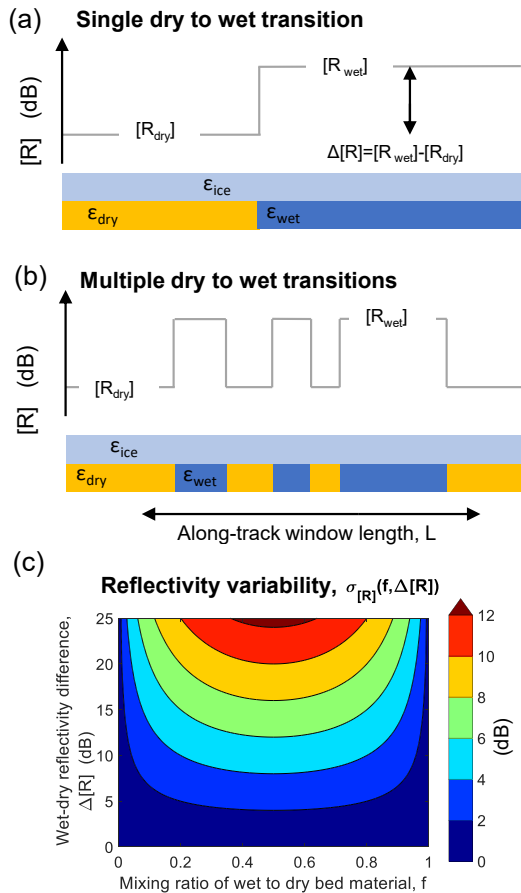 (a)
Single dry to wet transition
[R] (dB)
[R_wet]
[R_dry]
Δ[R]=[R_wet]-[R_dry]
ε_ice
ε_dry
ε_wet
(b)
Multiple dry to wet transitions
[R] (dB)
[R_wet]
[R_dry]
ε_ice
ε_dry
ε_wet
Along-track window length, L
(c)
Reflectivity variability, σ_[R](f,Δ[R])
Wet-dry reflectivity difference,
Δ[R] (dB)
25
20
15
10
5
0
0 0.2 0.4 0.6 0.8 1
Mixing ratio of wet to dry bed material, f
12
10
8
6
4
2
0
(dB)